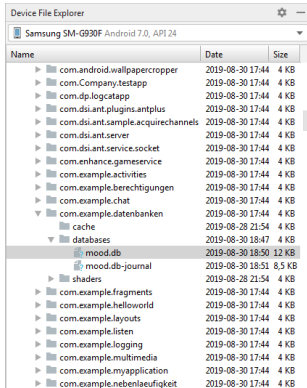 Device File Explorer
Samsung SM-G930F Android 7.0, API 24
Name Date Size
com.android.wallpapercropper 2019-08-30 17:44 4 KB
com.Company.testapp 2019-08-30 17:44 4 KB
com.dp.logcatapp 2019-08-30 17:44 4 KB
com.dsi.ant.plugins.antplus 2019-08-30 17:44 4 KB
com.dsi.ant.sample.acquirechannels 2019-08-30 17:44 4 KB
com.dsi.ant.server 2019-08-30 17:44 4 KB
com.dsi.ant.service.socket 2019-08-30 17:44 4 KB
com.enhance.gameservice 2019-08-30 17:44 4 KB
com.example.activities 2019-08-30 17:44 4 KB
com.example.berechtigungen 2019-08-30 17:44 4 KB
com.example.chat 2019-08-30 17:44 4 KB
com.example.datenbanken 2019-08-30 17:44 4 KB
cache 2019-08-28 21:54 4 KB
databases 2019-08-30 18:47 4 KB
mood.db 2019-08-30 18:50 12 KB
mood.db-journal 2019-08-30 18:51 8,5 KB
shaders 2019-08-28 21:54 4 KB
com.example.fragments 2019-08-30 17:44 4 KB
com.example.helloworld 2019-08-30 17:44 4 KB
com.example.layouts 2019-08-30 17:44 4 KB
com.example.listen 2019-08-30 17:44 4 KB
com.example.logging 2019-08-30 17:44 4 KB
com.example.multimedia 2019-08-30 17:44 4 KB
com.example.myapplication 2019-08-30 17:44 4 KB
com.example.nebenlaeufigkeit 2019-08-30 17:44 4 KB